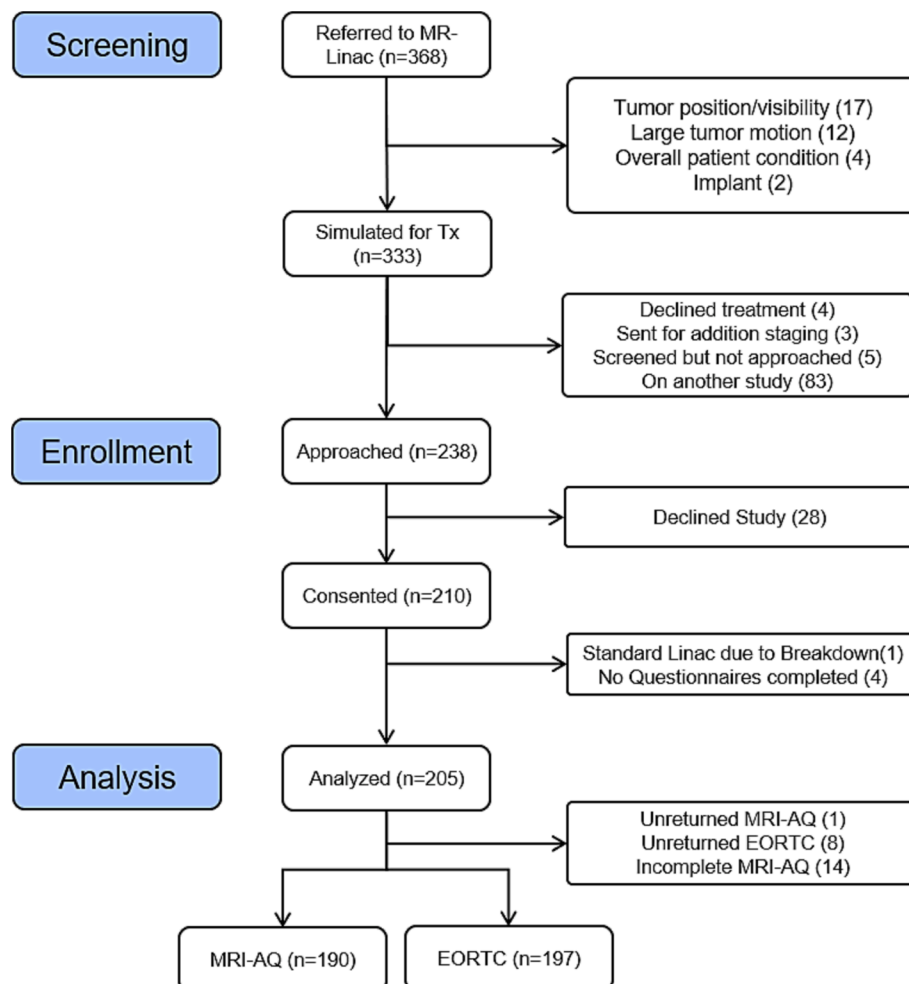 Screening
Referred to MR-
Linac (n=368)
Tumor position/visibility (17)
Large tumor motion (12)
Overall patient condition (4)
Implant (2)
Simulated for Tx
(n=333)
Declined treatment (4)
Sent for addition staging (3)
Screened but not approached (5)
On another study (83)
Enrollment
Approached (n=238)
Declined Study (28)
Consented (n=210)
Standard Linac due to Breakdown(1)
No Questionnaires completed (4)
Analysis
Analyzed (n=205)
Unreturned MRI-AQ (1)
Unreturned EORTC (8)
Incomplete MRI-AQ (14)
MRI-AQ (n=190)
EORTC (n=197)